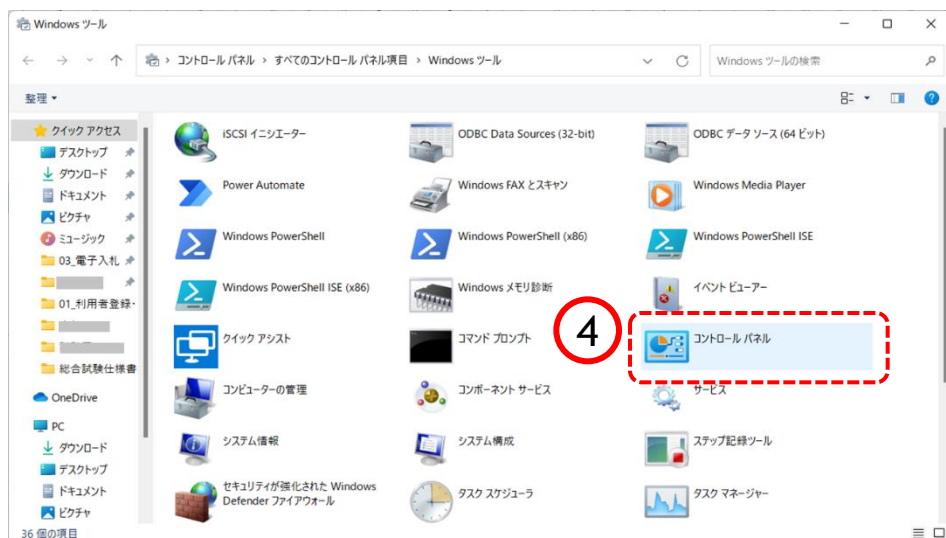 Windows ツール
コントロール パネル › すべてのコントロール パネル項目 › Windows ツール
Windows ツールの検索
整理
クイック アクセス
デスクトップ
ダウンロード
ドキュメント
ピクチャ
ミュージック
03_電子入札
01_利用者登録・
総合試験仕様書
OneDrive
PC
ダウンロード
デスクトップ
ドキュメント
ピクチャ
iSCSI イニシエーター
ODBC Data Sources (32-bit)
ODBC データ ソース (64 ビット)
Power Automate
Windows FAX とスキャン
Windows Media Player
Windows PowerShell
Windows PowerShell (x86)
Windows PowerShell ISE
Windows PowerShell ISE (x86)
Windows メモリ診断
イベント ビューアー
クイック アシスト
コマンド プロンプト
4
コントロール パネル
コンピューターの管理
コンポーネント サービス
サービス
システム情報
システム構成
ステップ記録ツール
セキュリティが強化された Windows
Defender ファイアウォール
タスク スケジューラ
タスク マネージャー
36 個の項目